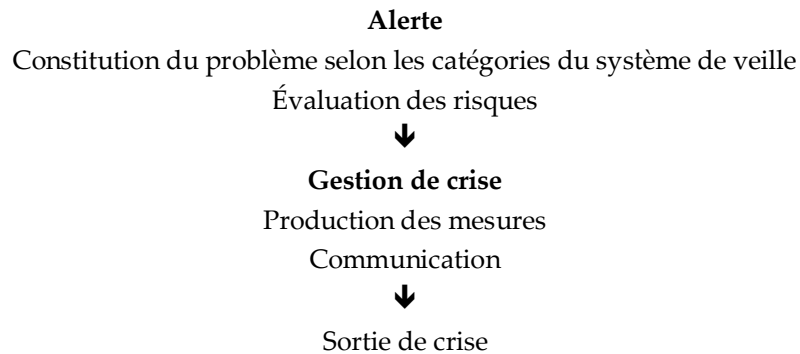 Alerte
Constitution du problème selon les catégories du système de veille
Évaluation des risques
🡫
Gestion de crise
Production des mesures
Communication
🡫
Sortie de crise